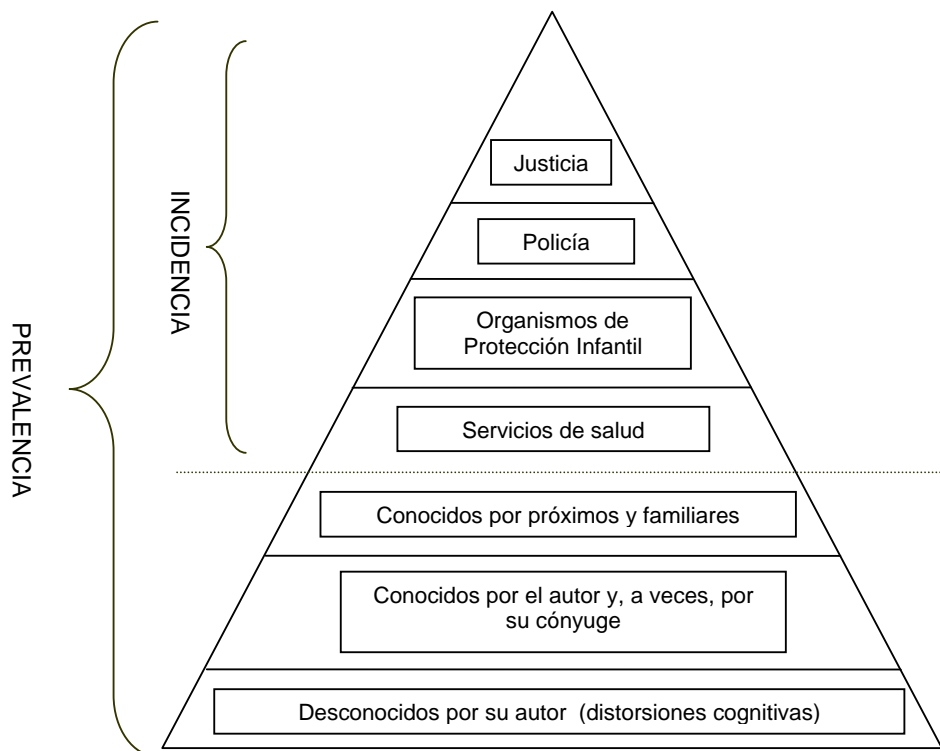 PREVALENCIA
INCIDENCIA
Justicia
Policía
Organismos de
Protección Infantil
Servicios de salud
Conocidos por próximos y familiares
Conocidos por el autor y, a veces, por
su cónyuge
Desconocidos por su autor (distorsiones cognitivas)